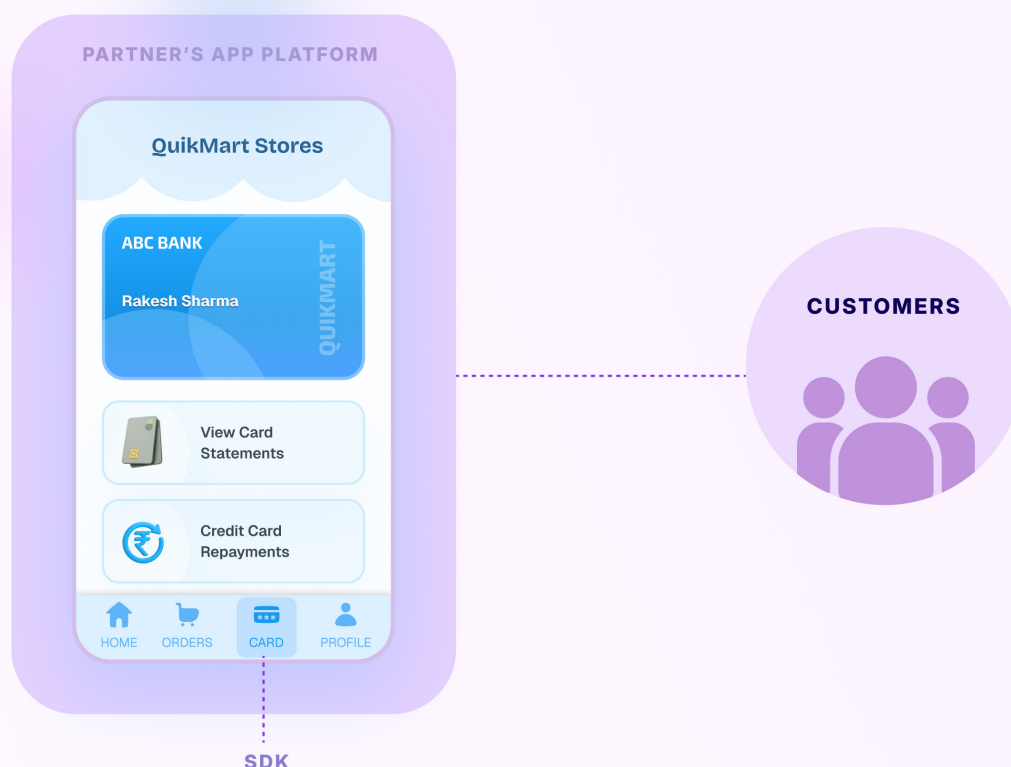 PARTNER’S APP PLATFORM
QuikMart Stores
ABC BANK
QUIKMART
Rakesh Sharma
View Card
Statements
₹
Credit Card
Repayments
***
HOME ORDERS CARD PROFILE
SDK
CUSTOMERS